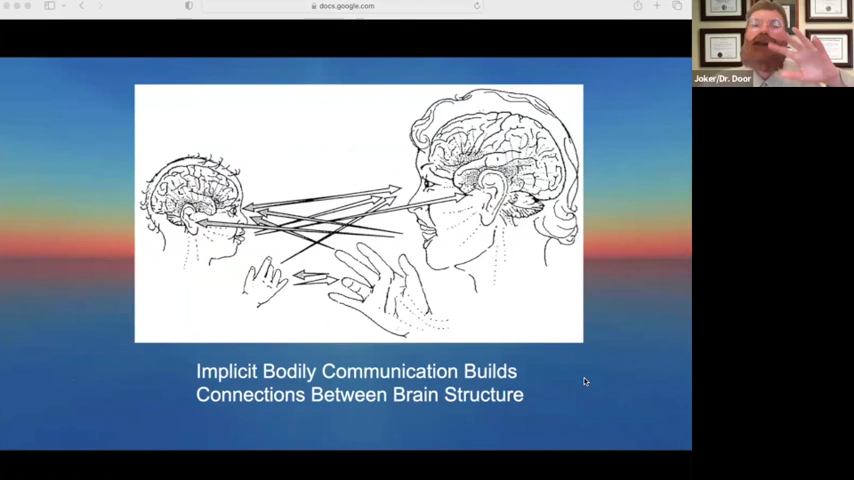 docs.google.com
Joker/Dr. Door
Implicit Bodily Communication Builds
Connections Between Brain Structure